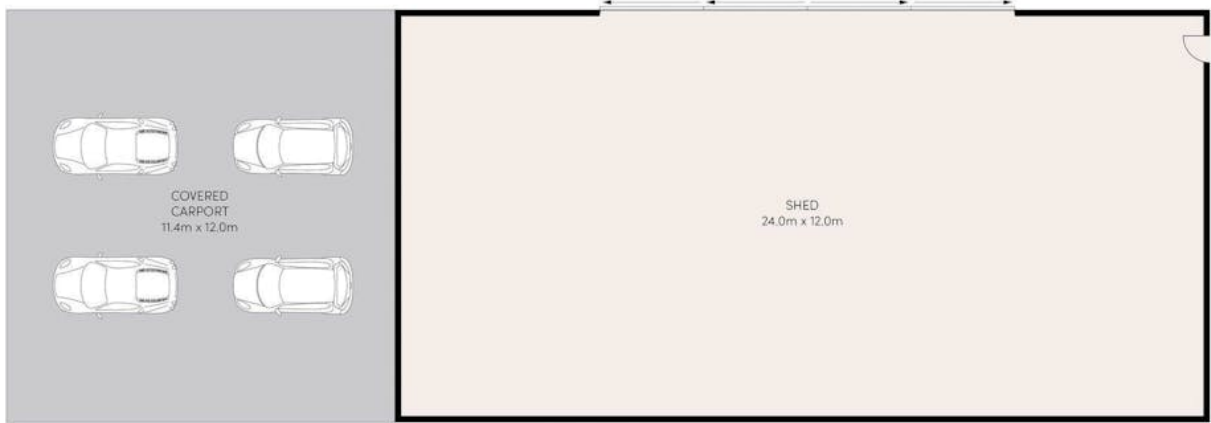 COVERED
CARPORT
11.4m x 12.0m
SHED
24.0m x 12.0m